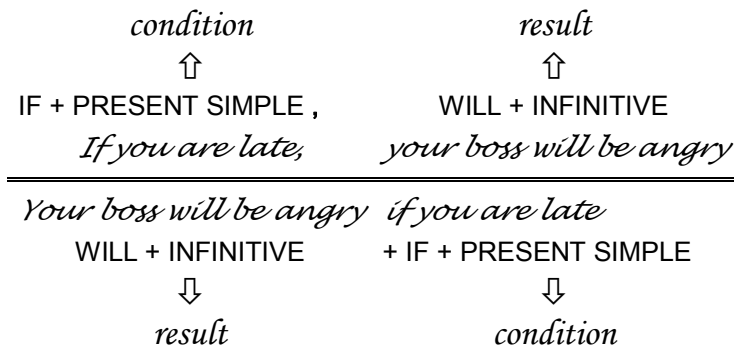 condition result
IF + PRESENT SIMPLE , WILL + INFINITIVE
If you are late, your boss will be angry
Your boss will be angry if you are late
WILL + INFINITIVE + IF + PRESENT SIMPLE
result condition